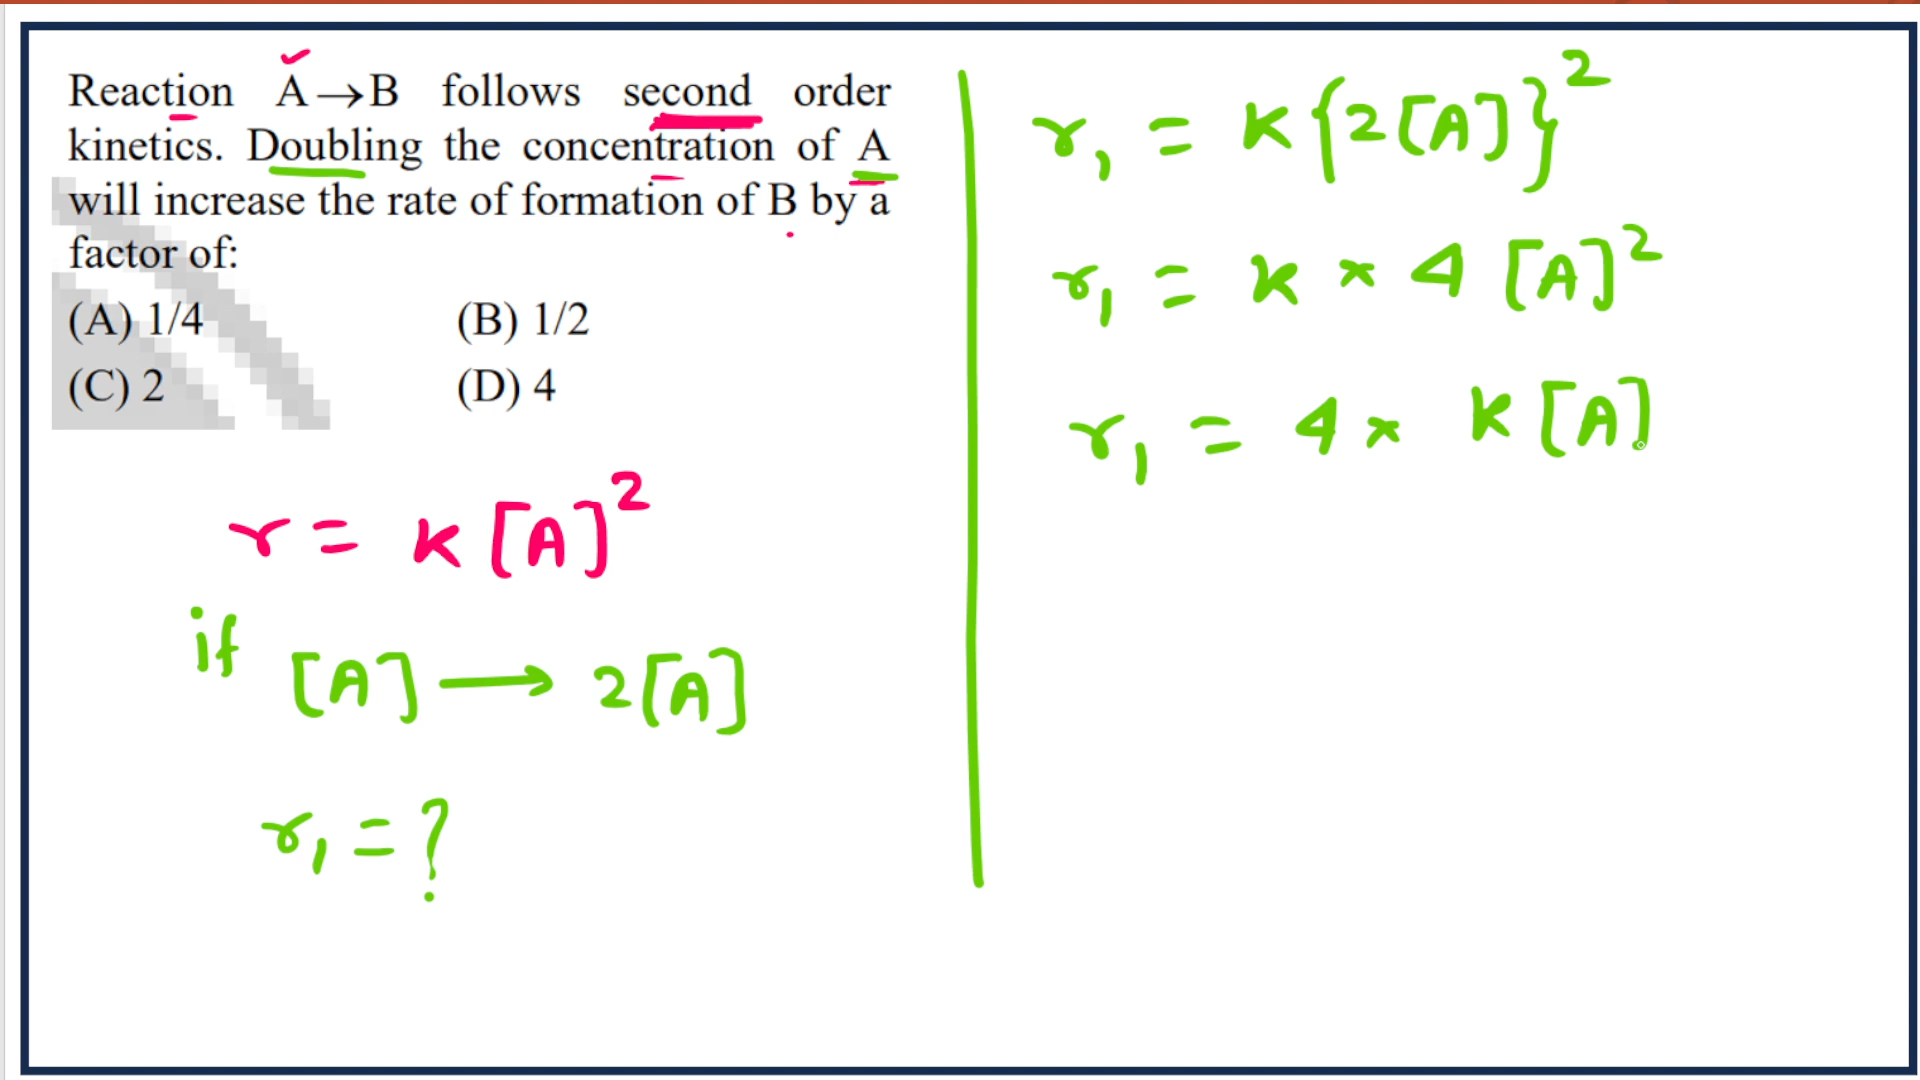 Reaction A→B follows second order
kinetics. Doubling the concentration of A
will increase the rate of formation of B by a
factor of:
(A) 1/4 (B) 1/2
(C) 2 (D) 4
r = K[A]²
if [A] → 2[A]
r₁ = ?
r₁ = K{2[A]}²
r₁ = K × 4 [A]²
r₁ = 4 × K[A]